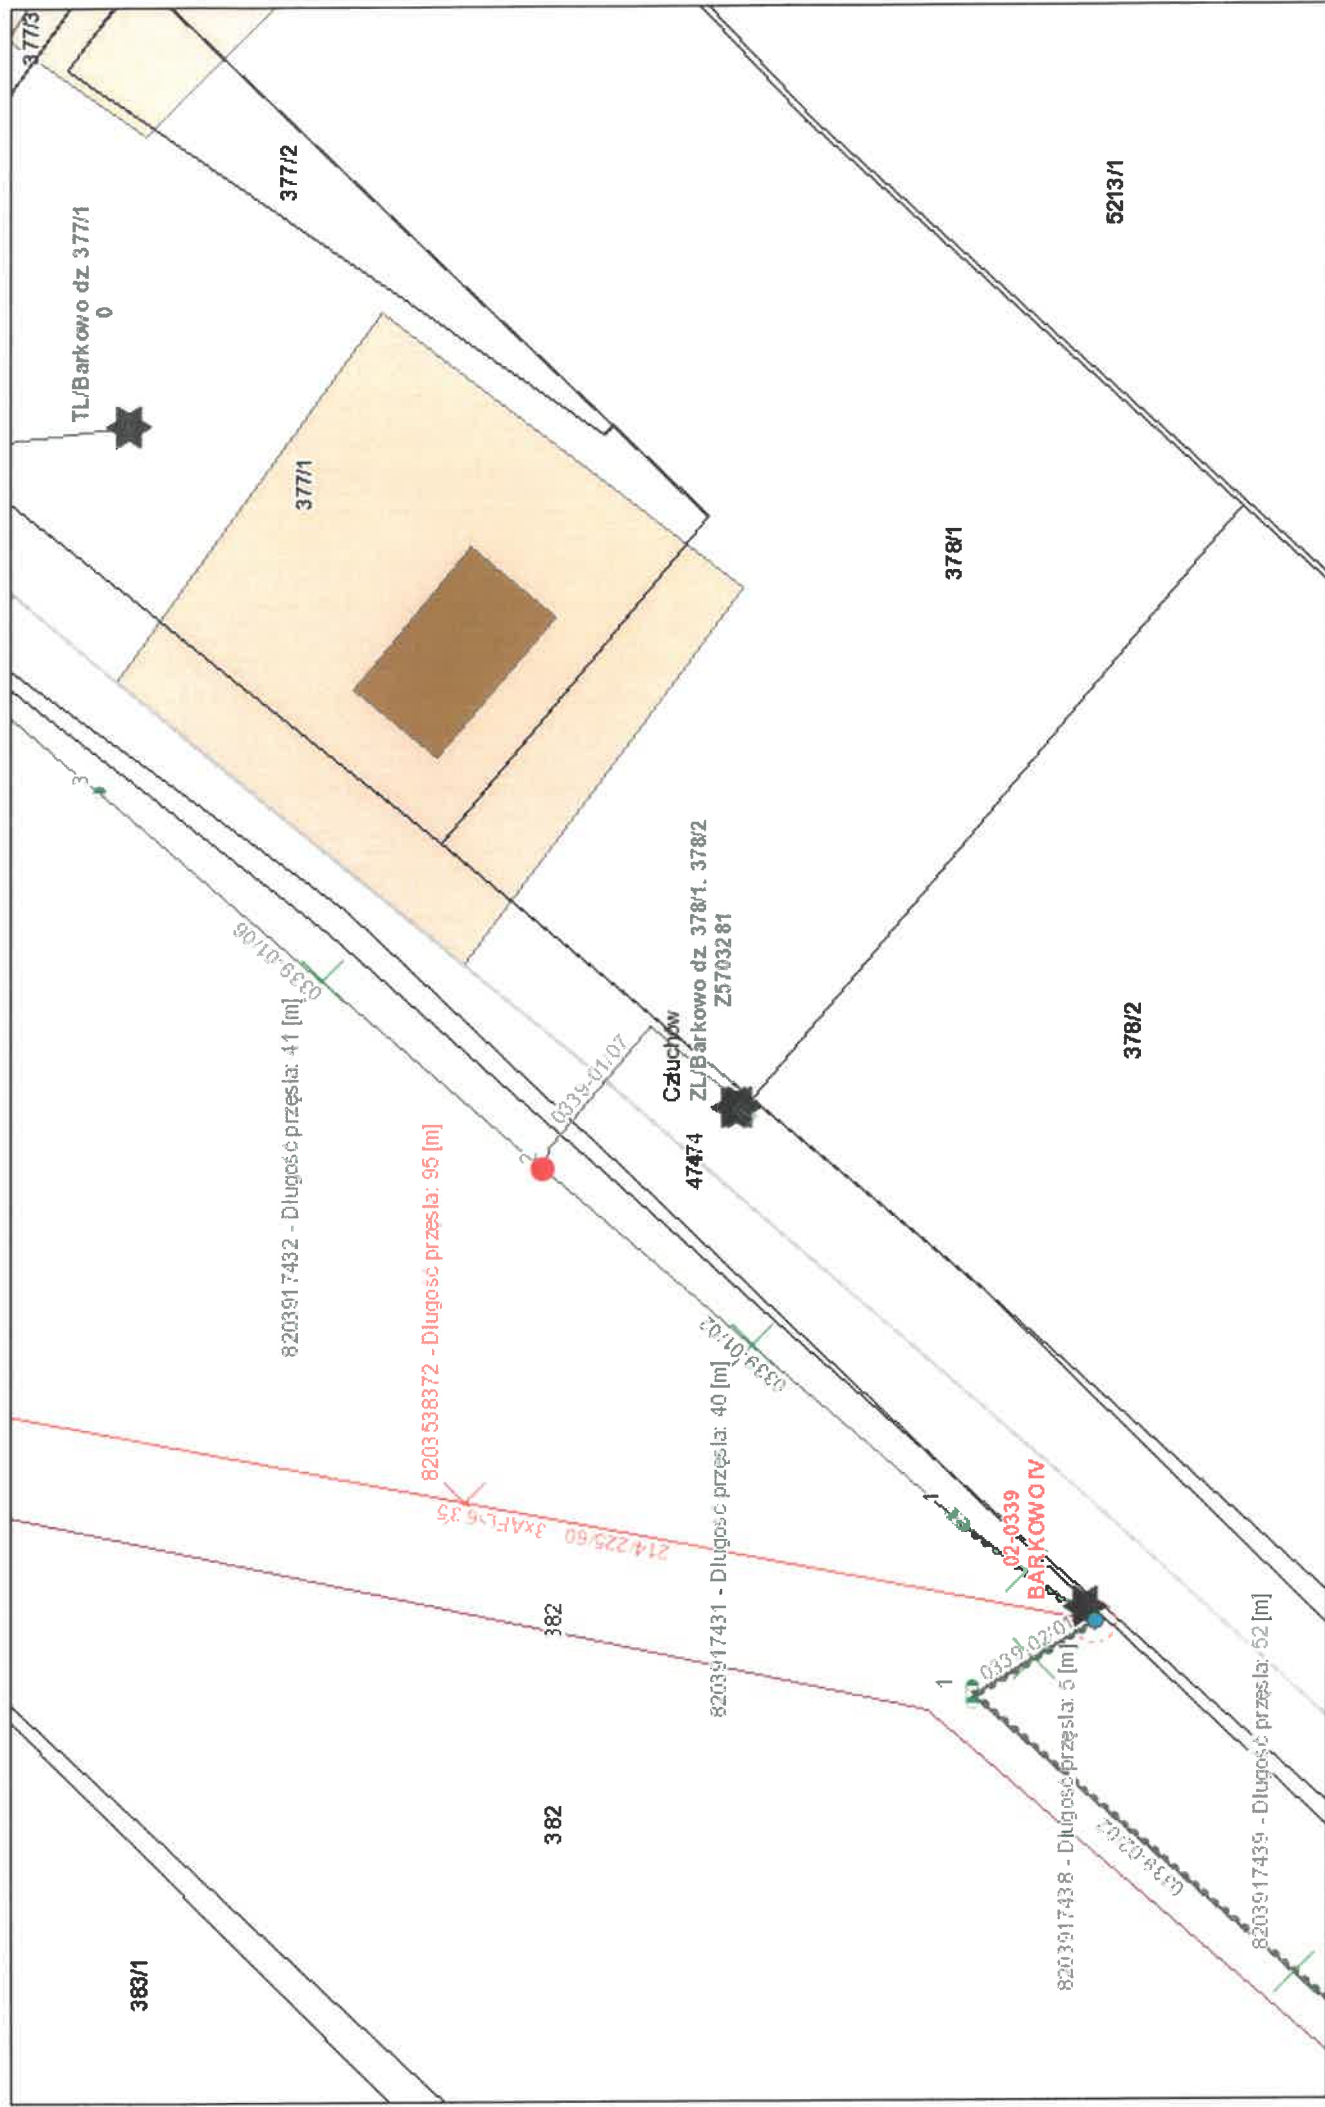 377/3
377/2
TL/Barkowo dz. 377/1
0
377/1
5213/1
378/1
378/2
3
0339-01/06
8203917432 - Długość przęsła: 41 [m]
0339-01/07
2
Człuchów
ZL/Barkowo dz. 378/1. 378/2
Z5703281
47474
8203538372 - Długość przęsła: 95 [m]
3xAFL-6 35
214/225/60
0339-01/02
8203917431 - Długość przęsła: 40 [m]
1
02-0339
BARKOWO IV
382
382
1
0339-02/01
8203917438 - Długość przęsła: 5 [m]
0339-02/02
8203917439 - Długość przęsła: 52 [m]
383/1